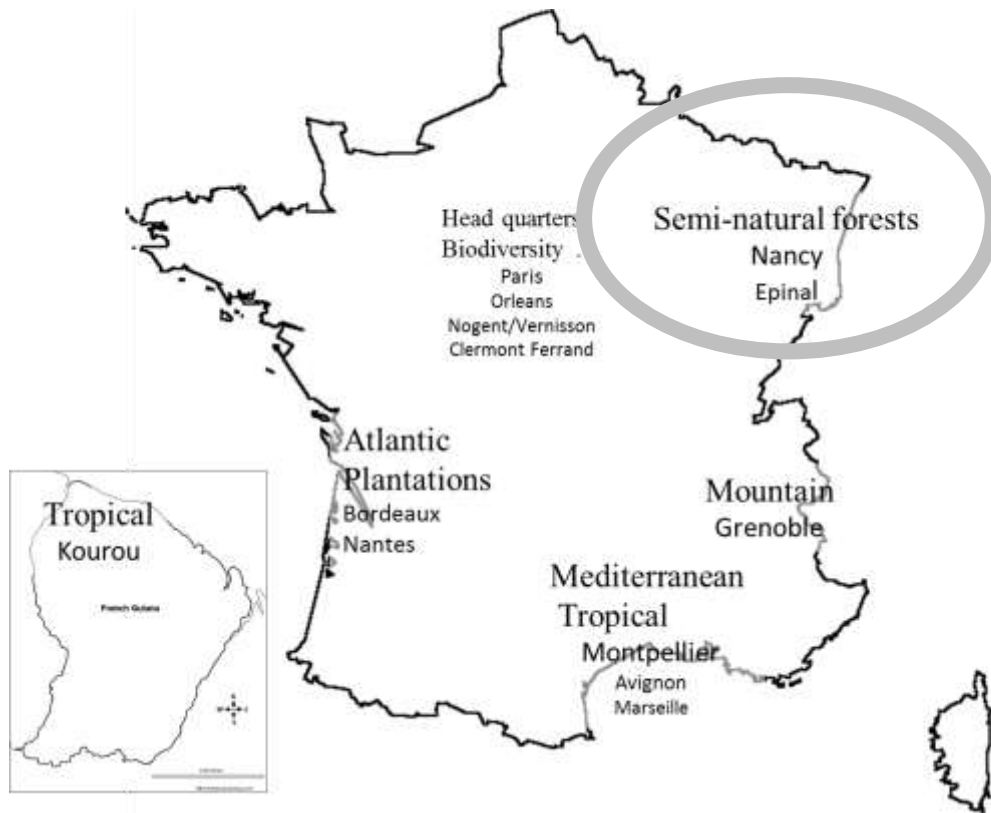 Head quarters
Biodiversity
Paris
Orleans
Nogent/Vernisson
Clermont Ferrand
Semi-natural forests
Nancy
Epinal
Atlantic
Plantations
Bordeaux
Nantes
Mountain
Grenoble
Mediterranean
Tropical
Montpellier
Avignon
Marseille
Tropical
Kourou
French Guiana